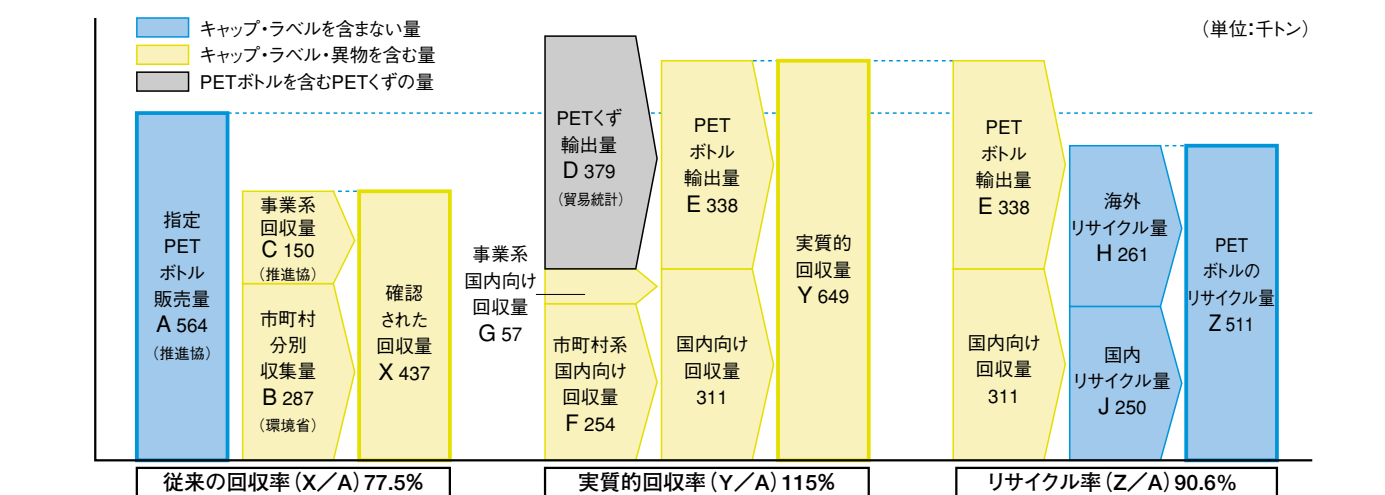 キャップ・ラベルを含まない量
キャップ・ラベル・異物を含む量
PETボトルを含むPETくずの量
（単位:千トン）
指定
PET
ボトル
販売量
A 564
（推進協）
事業系
回収量
C 150
（推進協）
市町村
分別
収集量
B 287
（環境省）
確認
された
回収量
X 437
従来の回収率（X／A）77.5%
事業系
国内向け
回収量
G 57
PETくず
輸出量
D 379
（貿易統計）
市町村系
国内向け
回収量
F 254
PET
ボトル
輸出量
E 338
国内向け
回収量
311
実質的
回収量
Y 649
実質的回収率（Y／A）115%
PET
ボトル
輸出量
E 338
国内向け
回収量
311
海外
リサイクル量
H 261
国内
リサイクル量
J 250
PET
ボトルの
リサイクル量
Z 511
リサイクル率（Z／A）90.6%